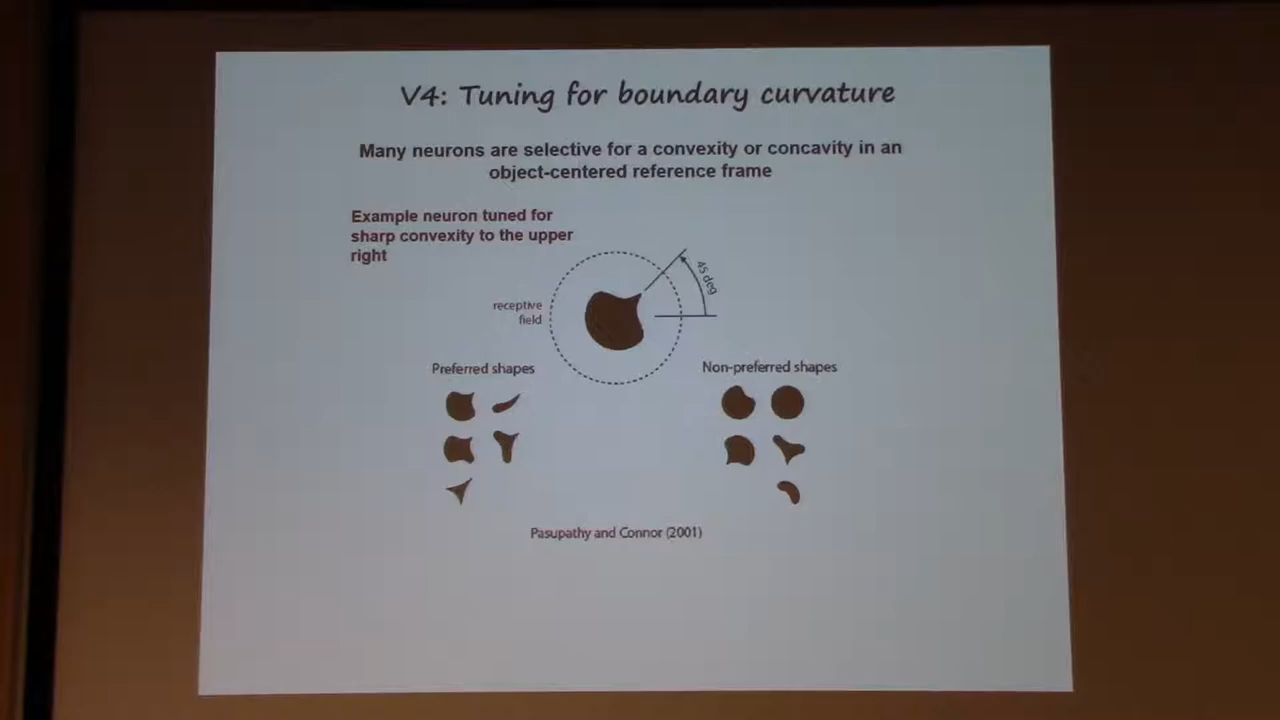 V4: Tuning for boundary curvature
Many neurons are selective for a convexity or concavity in an
object-centered reference frame
Example neuron tuned for
sharp convexity to the upper
right
45 deg
receptive
field
Preferred shapes
Non-preferred shapes
Pasupathy and Connor (2001)